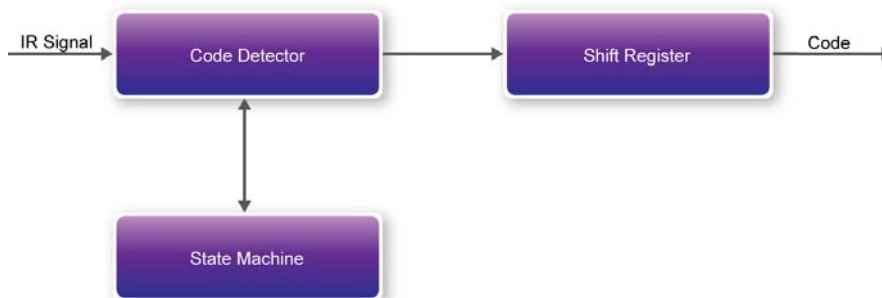 IR Signal
Code Detector
Shift Register
Code
State Machine